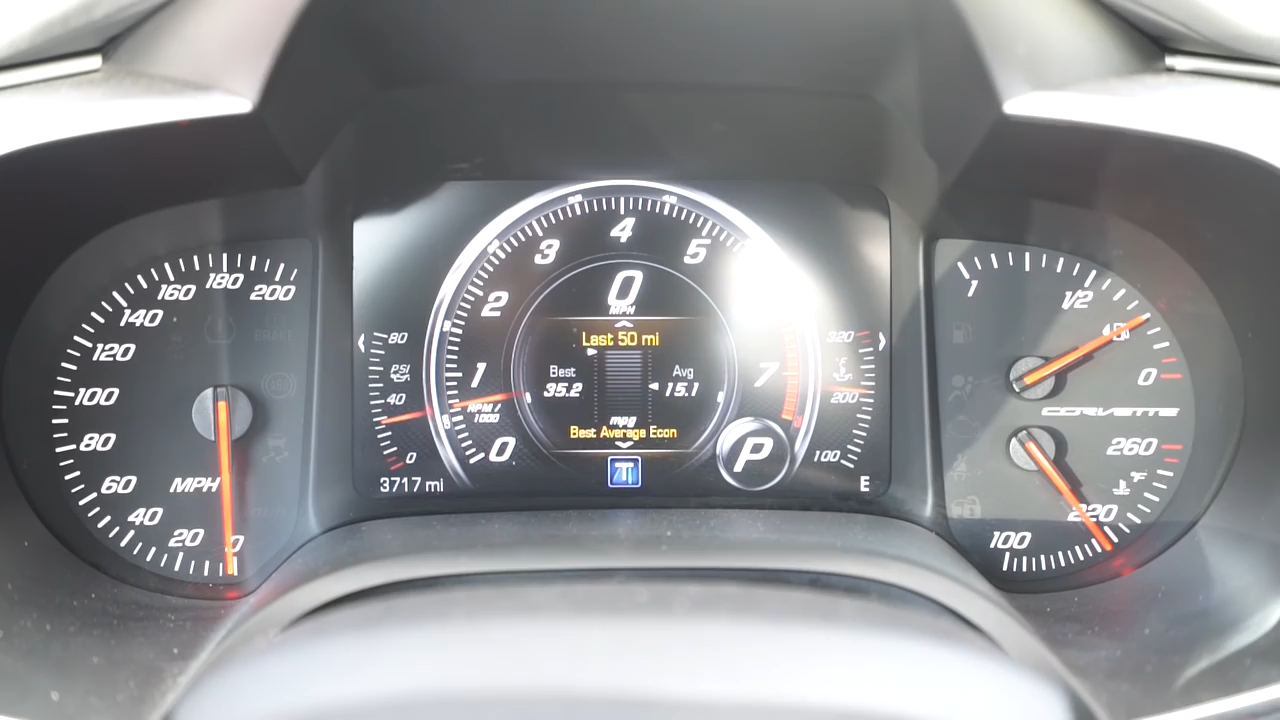 200
180
160
140
120
100
80
60
40
20
0
MPH
BRAKE
80
PSI
40
0
3717 mi
0
1
2
3
4
5
7
RPM /
1000
0
MPH
Last 50 mi
Best
35.2
Avg
15.1
mpg
Best Average Econ
P
320
°F
200
100
E
1
1/2
0
CORVETTE
260
°F
220
100